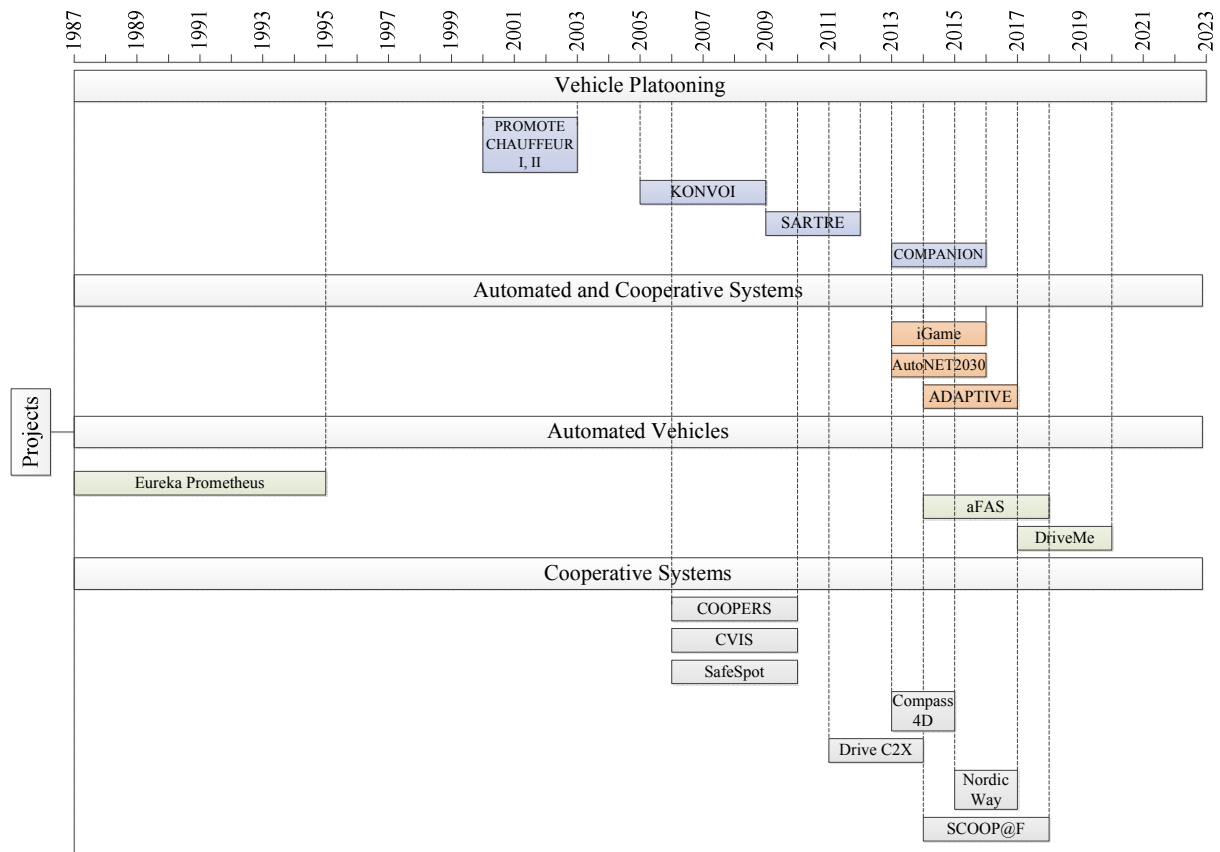 1987
1989
1991
1993
1995
1997
1999
2001
2003
2005
2007
2009
2011
2013
2015
2017
2019
2021
2023
Vehicle Platooning
PROMOTE
CHAUFFEUR
I, II
KONVOI
SARTRE
COMPANION
Automated and Cooperative Systems
iGame
AutoNET2030
ADAPTIVE
Projects
Automated Vehicles
Eureka Prometheus
aFAS
DriveMe
Cooperative Systems
COOPERS
CVIS
SafeSpot
Compass
4D
Drive C2X
Nordic
Way
SCOOP@F